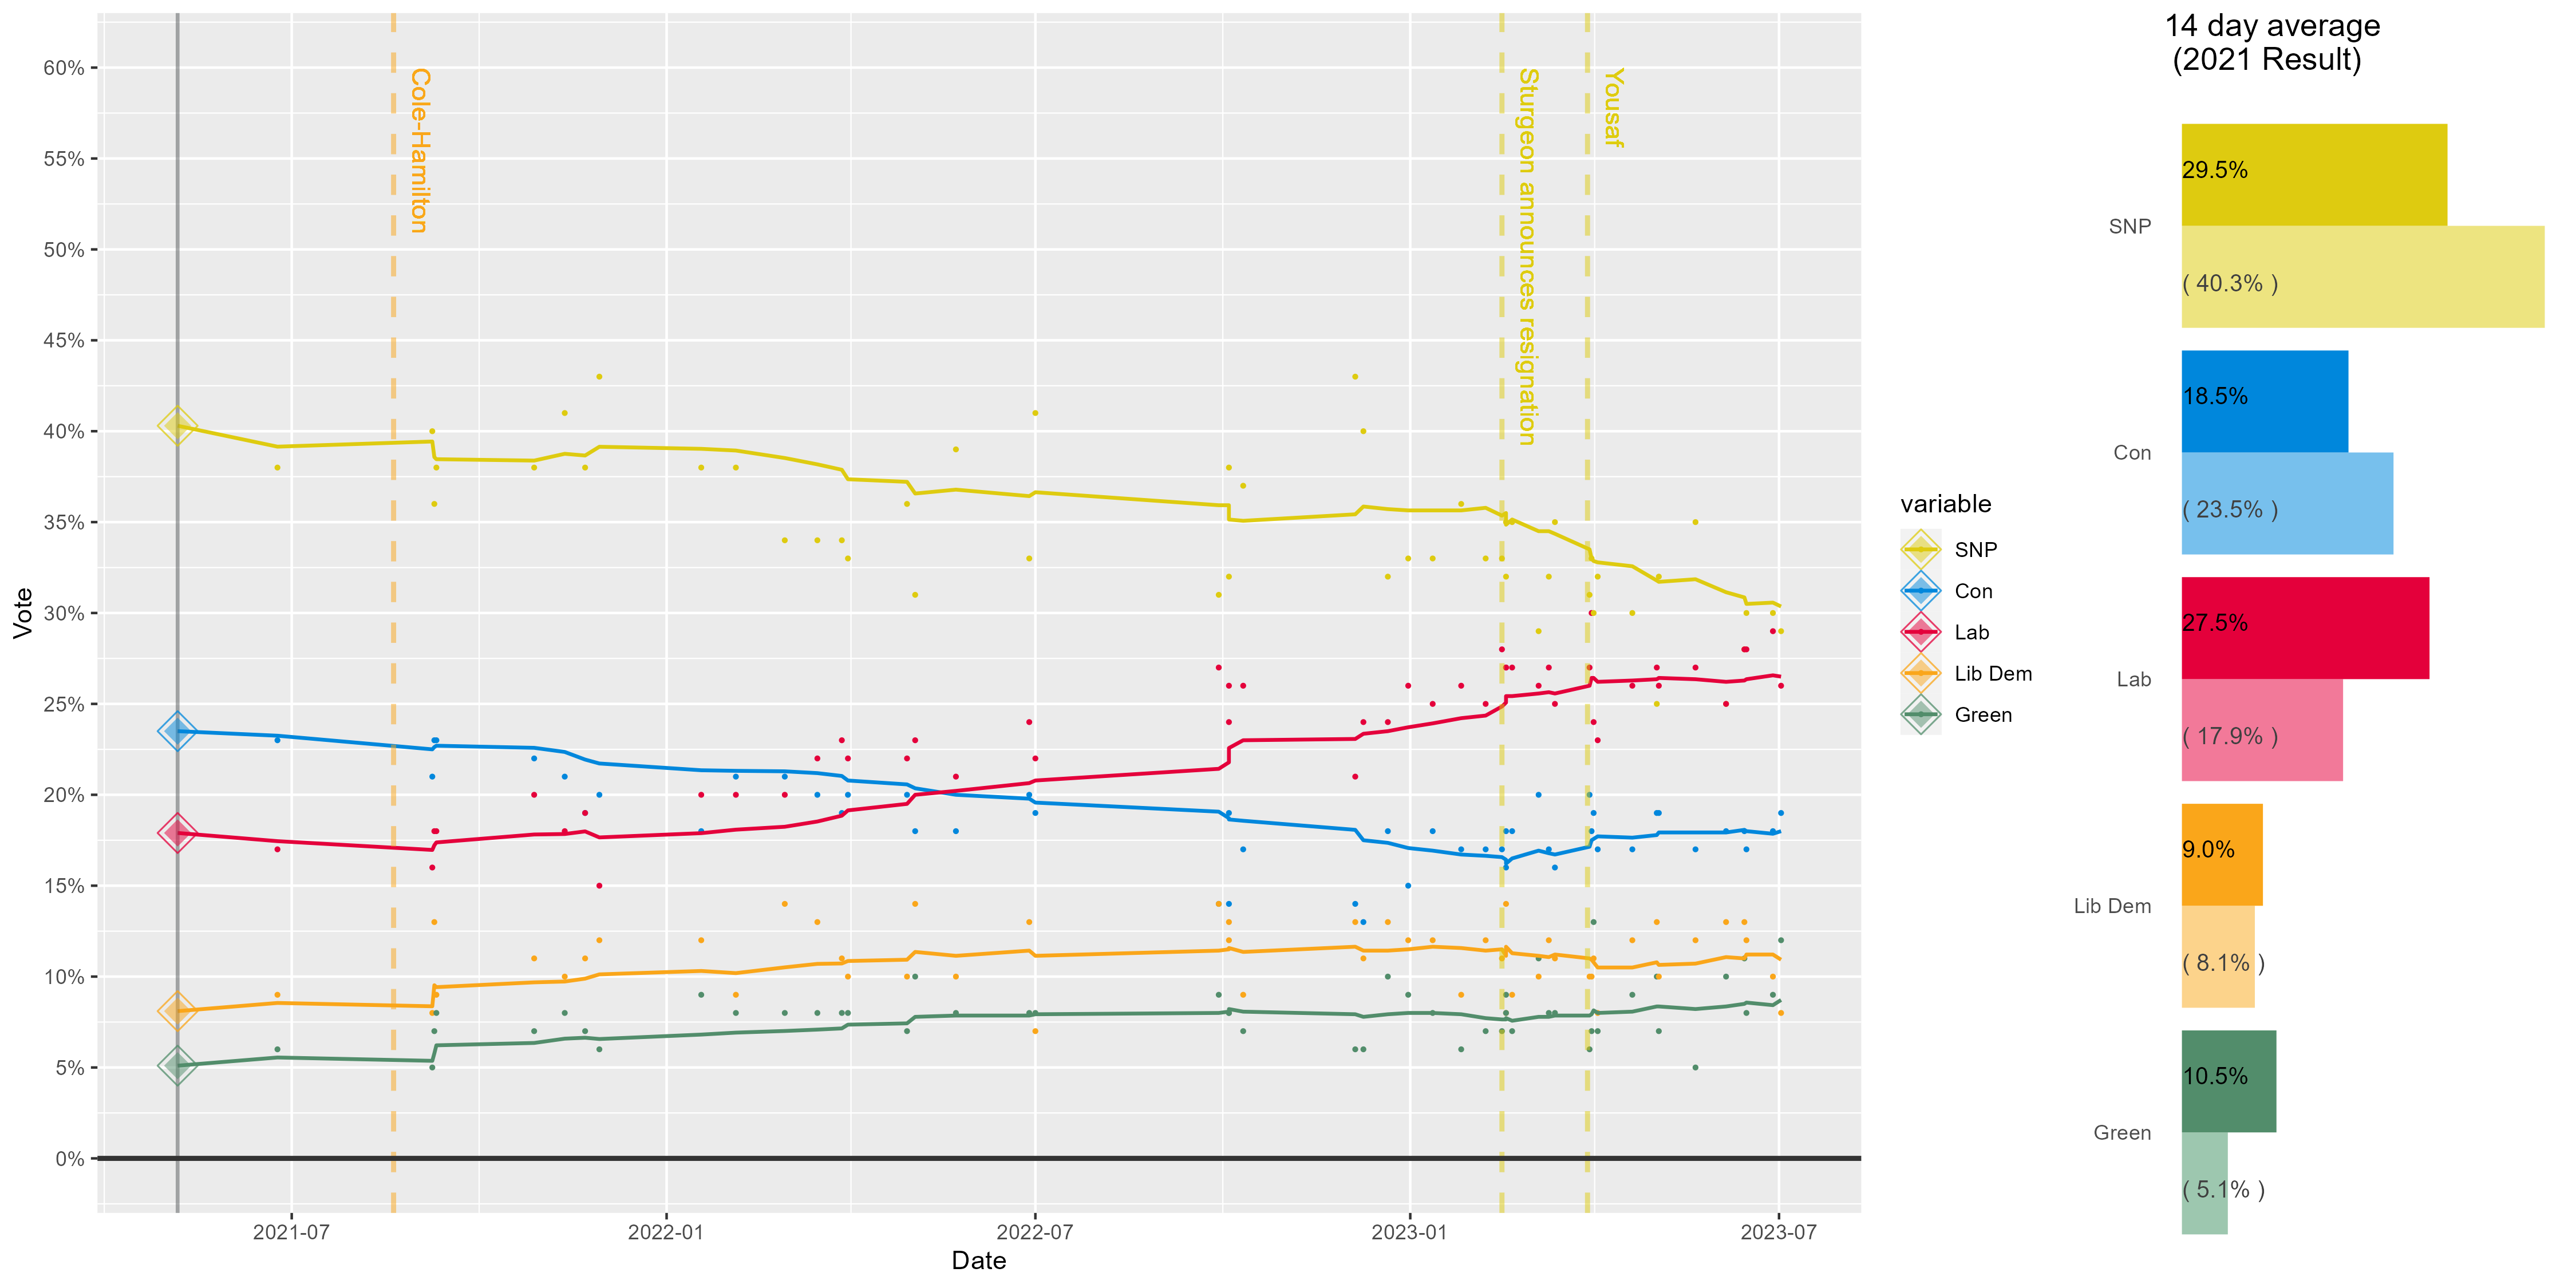 14 day average
(2021 Result)
60%
55%
50%
45%
40%
35%
30%
25%
20%
15%
10%
5%
0%
Vote
Cole-Hamilton
Sturgeon announces resignation
Yousaf
2021-07
2022-01
2022-07
2023-01
2023-07
Date
variable
SNP
Con
Lab
Lib Dem
Green
SNP
29.5%
( 40.3% )
Con
18.5%
( 23.5% )
Lab
27.5%
( 17.9% )
Lib Dem
9.0%
( 8.1% )
Green
10.5%
( 5.1% )